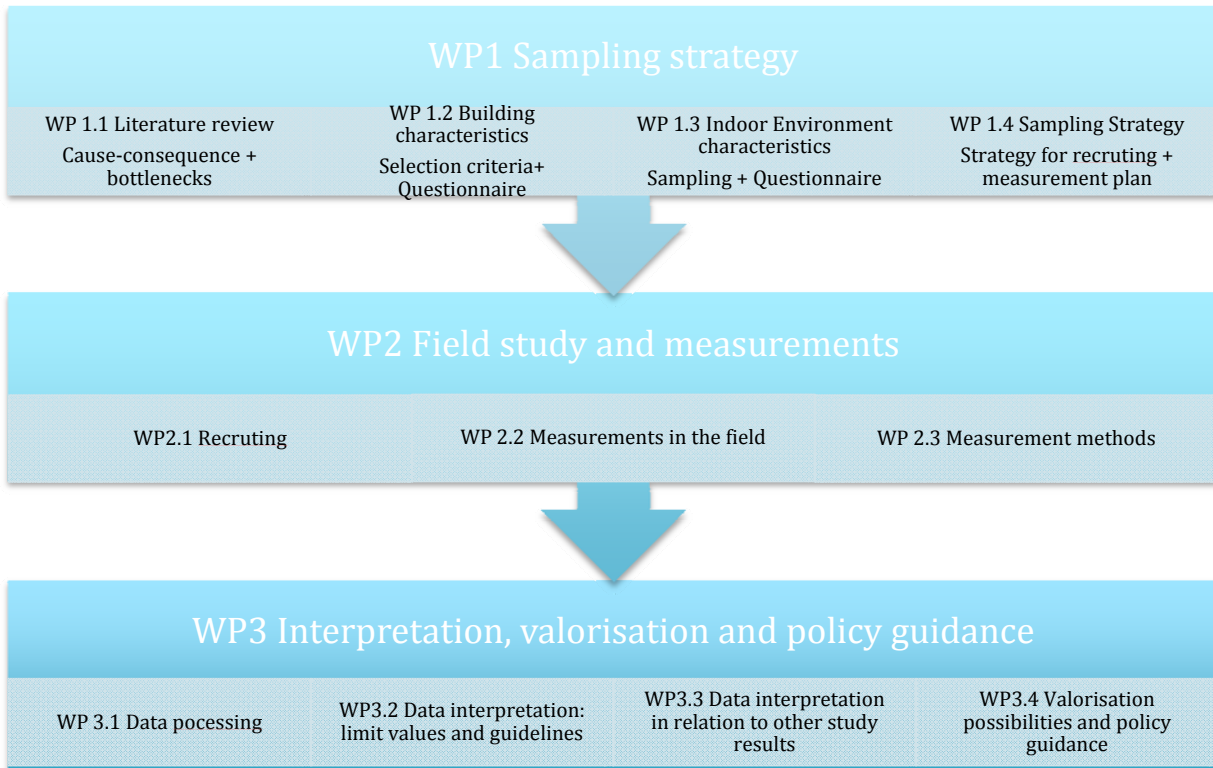 WP1 Sampling strategy
WP 1.1 Literature review
Cause-consequence +
bottlenecks
WP 1.2 Building
characteristics
Selection criteria+
Questionnaire
WP 1.3 Indoor Environment
characteristics
Sampling + Questionnaire
WP 1.4 Sampling Strategy
Strategy for recruting +
measurement plan
WP2 Field study and measurements
WP2.1 Recruting
WP 2.2 Measurements in the field
WP 2.3 Measurement methods
WP3 Interpretation, valorisation and policy guidance
WP 3.1 Data pocessing
WP3.2 Data interpretation:
limit values and guidelines
WP3.3 Data interpretation
in relation to other study
results
WP3.4 Valorisation
possibilities and policy
guidance